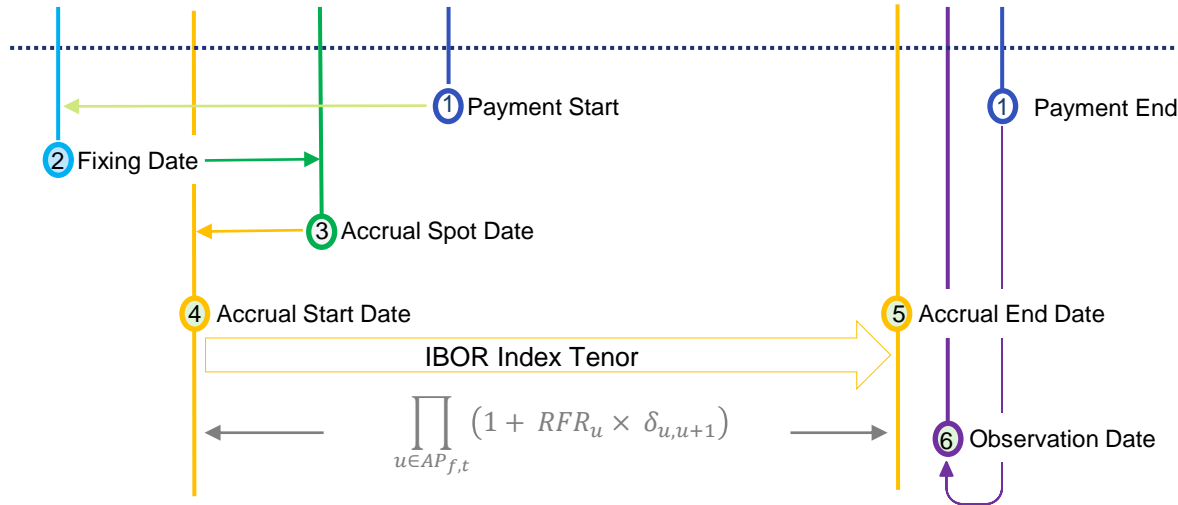 1 Payment Start
1 Payment End
2 Fixing Date
3 Accrual Spot Date
4 Accrual Start Date
5 Accrual End Date
IBOR Index Tenor
∏ (1 + RFR_u × δ_{u,u+1})
u∈AP_{f,t}
6 Observation Date